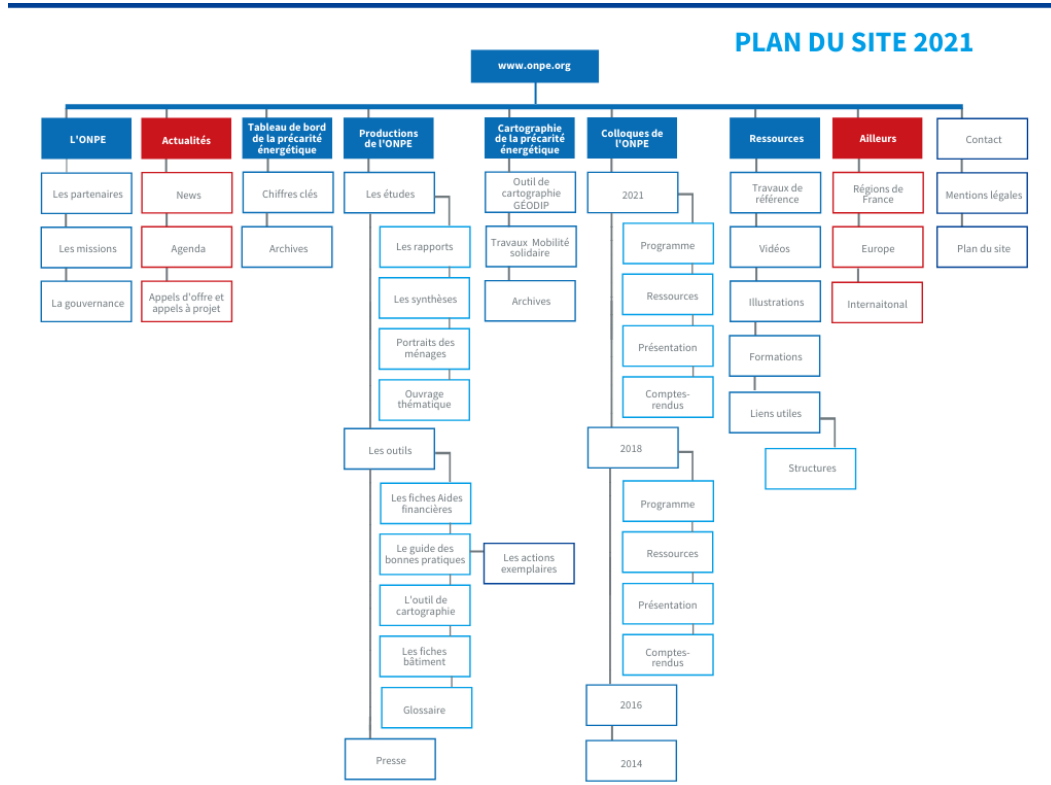 PLAN DU SITE 2021
www.onpe.org
L'ONPE
Les partenaires
Les missions
La gouvernance
Actualités
News
Agenda
Appels d'offre et
appels à projet
Tableau de bord
de la précarité
énergétique
Chiffres clés
Archives
Productions
de l'ONPE
Les études
Les rapports
Les synthèses
Portraits des
ménages
Ouvrage
thématique
Les outils
Les fiches Aides
financières
Le guide des
bonnes pratiques
Les actions
exemplaires
L'outil de
cartographie
Les fiches
bâtiment
Glossaire
Presse
Cartographie
de la précarité
énergétique
Outil de
cartographie
GÉODIP
Travaux Mobilité
solidaire
Archives
Colloques de
l'ONPE
2021
Programme
Ressources
Présentation
Comptes-
rendus
2018
Programme
Ressources
Présentation
Comptes-
rendus
2016
2014
Ressources
Travaux de
référence
Vidéos
Illustrations
Formations
Liens utiles
Structures
Ailleurs
Régions de
France
Europe
Internaitonal
Contact
Mentions légales
Plan du site